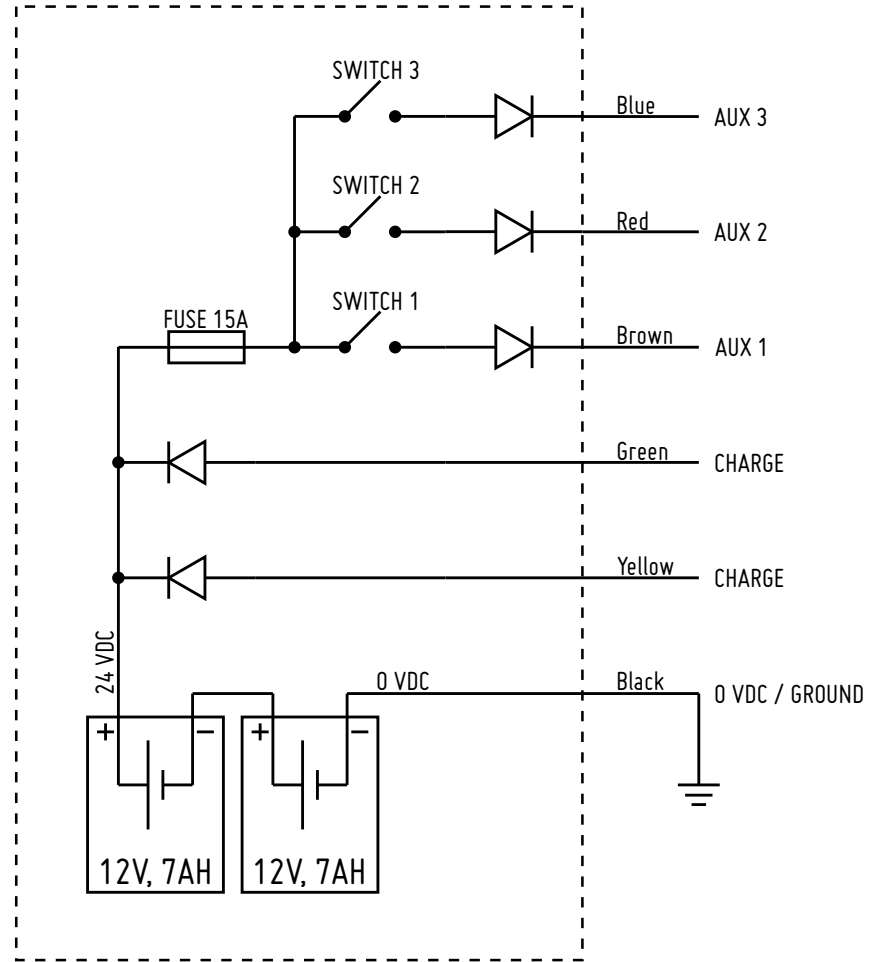 SWITCH 3
Blue
AUX 3
SWITCH 2
Red
AUX 2
SWITCH 1
FUSE 15A
Brown
AUX 1
Green
CHARGE
Yellow
CHARGE
24 VDC
0 VDC
Black
0 VDC / GROUND
+ −
+ −
12V, 7AH
12V, 7AH